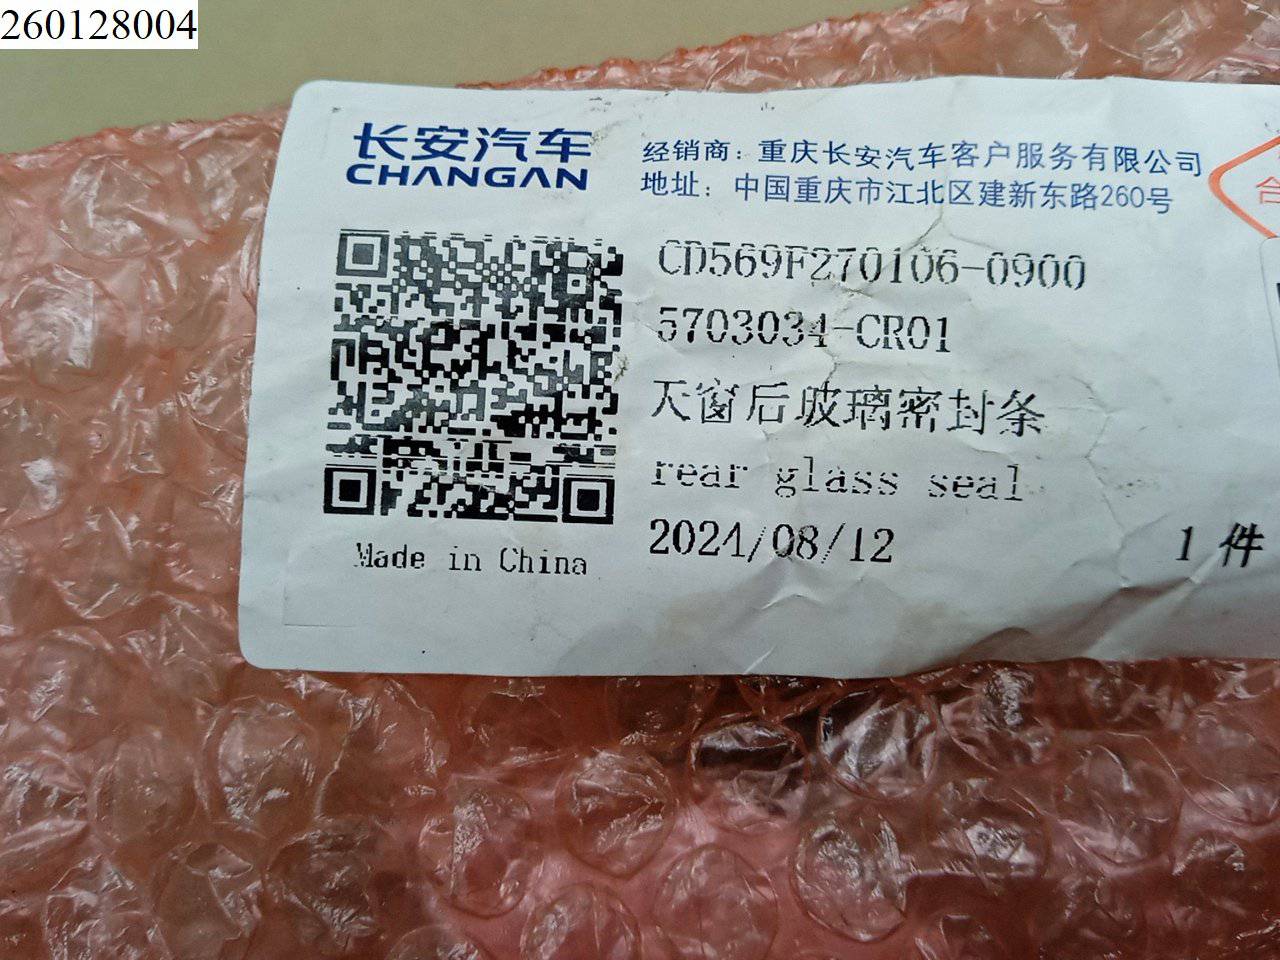 260128004
长安汽车
CHANGAN
经销商：重庆长安汽车客户服务有限公司
地址：中国重庆市江北区建新东路260号
合
CD569F270106-0900
5703034-CR01
天窗后玻璃密封条
rear glass seal
2024/08/12
1 件
Made in China